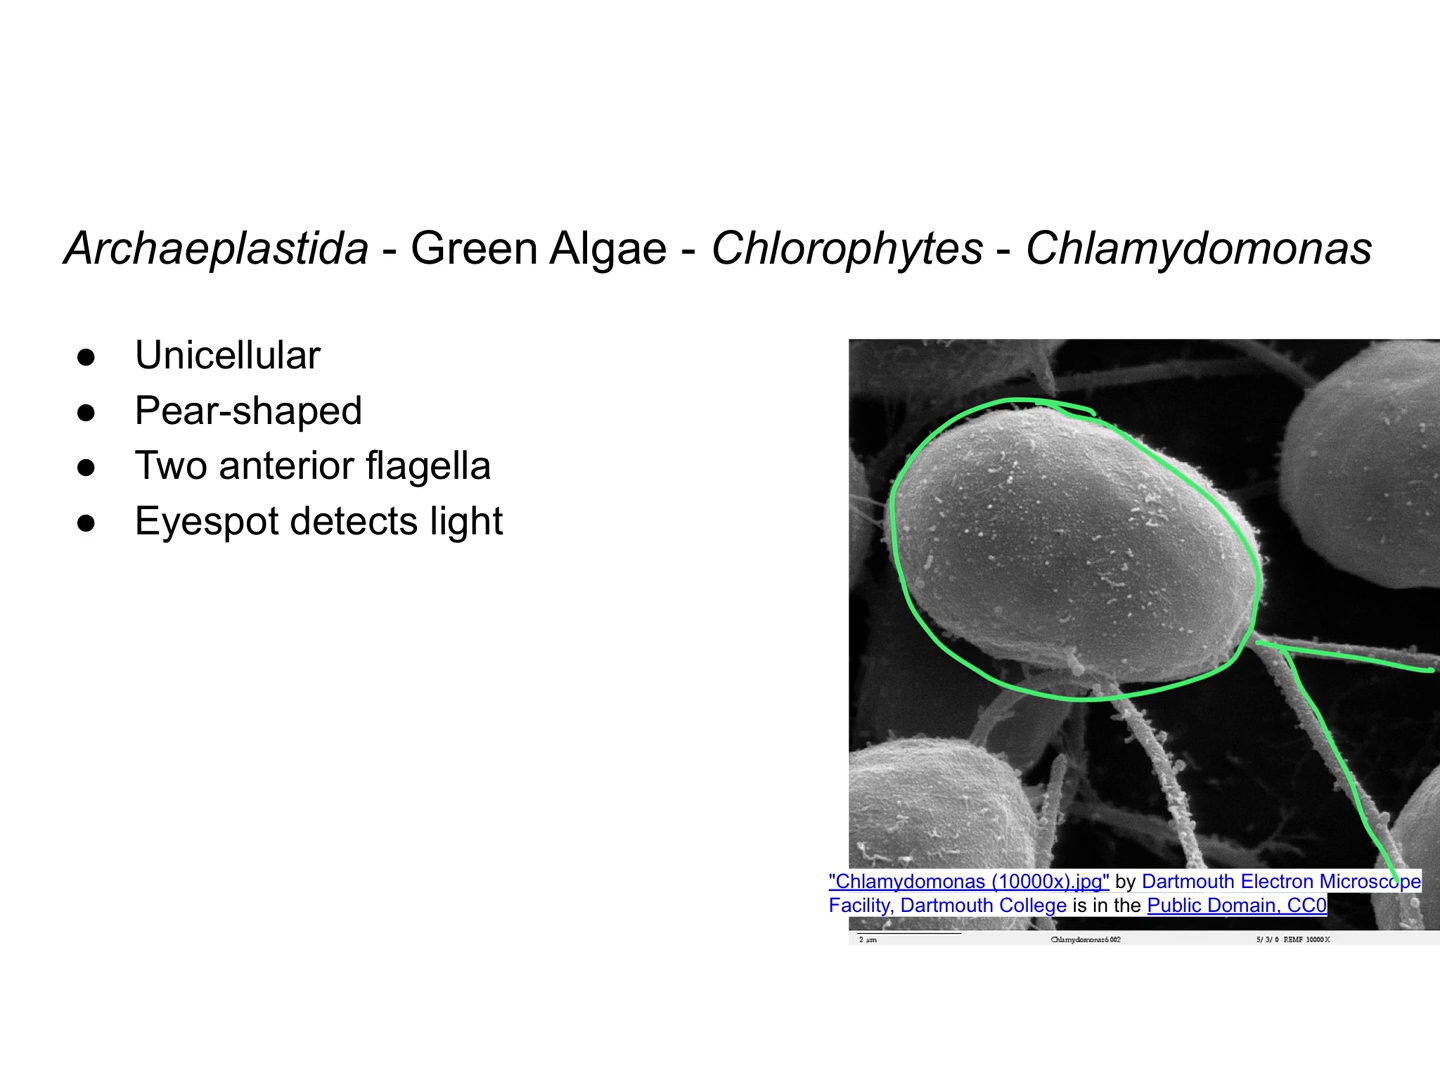 Archaeplastida - Green Algae - Chlorophytes - Chlamydomonas
● Unicellular
● Pear-shaped
● Two anterior flagella
● Eyespot detects light
"Chlamydomonas (10000x).jpg" by Dartmouth Electron Microscope
Facility, Dartmouth College is in the Public Domain, CC0
2 µm Chlamydomonas6 002 5/ 3/ 0 REMF 10000X